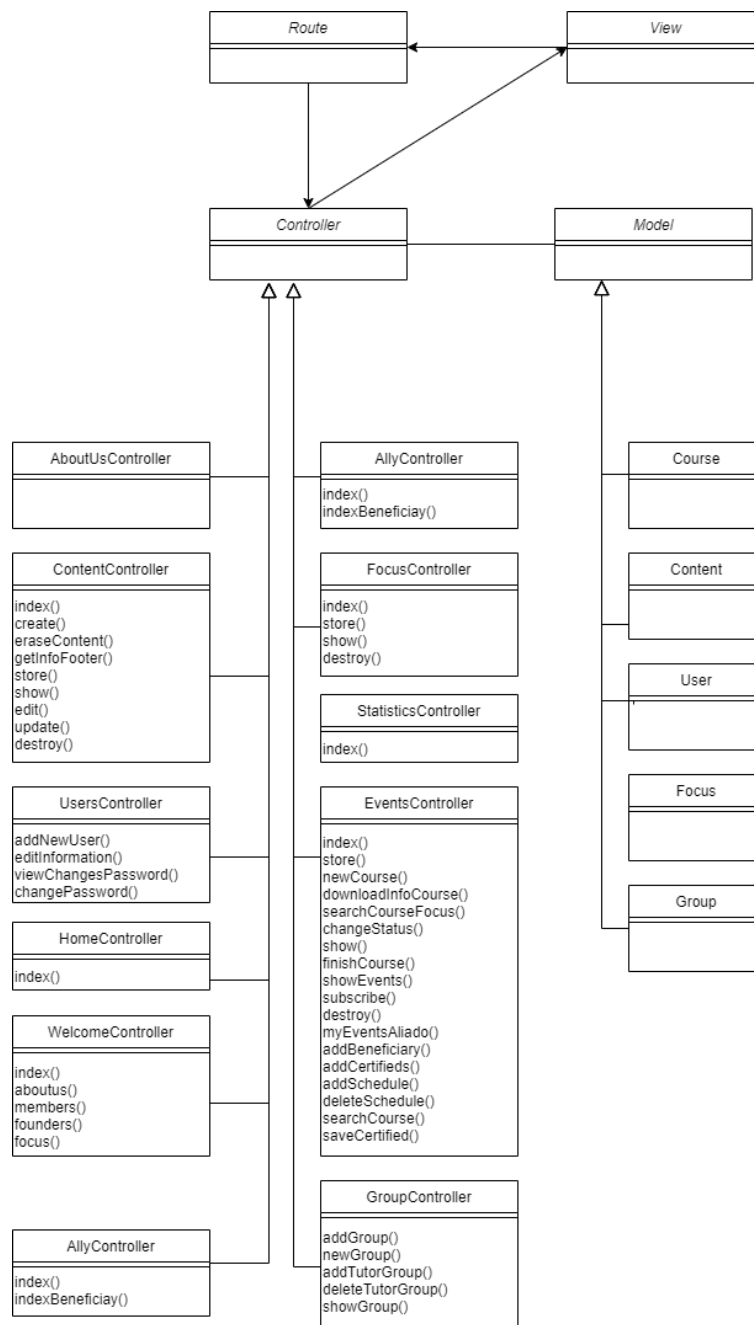 Route
View
Controller
Model
AboutUsController
AllyController
index()
indexBeneficiay()
Course
ContentController
index()
create()
eraseContent()
getInfoFooter()
store()
show()
edit()
update()
destroy()
FocusController
index()
store()
show()
destroy()
Content
User
StatisticsController
index()
UsersController
addNewUser()
editInformation()
viewChangesPassword()
changePassword()
EventsController
index()
store()
newCourse()
downloadInfoCourse()
searchCourseFocus()
changeStatus()
show()
finishCourse()
showEvents()
subscribe()
destroy()
myEventsAliado()
addBeneficiary()
addCertifieds()
addSchedule()
deleteSchedule()
searchCourse()
saveCertified()
Focus
Group
HomeController
index()
WelcomeController
index()
aboutus()
members()
founders()
focus()
AllyController
index()
indexBeneficiay()
GroupController
addGroup()
newGroup()
addTutorGroup()
deleteTutorGroup()
showGroup()